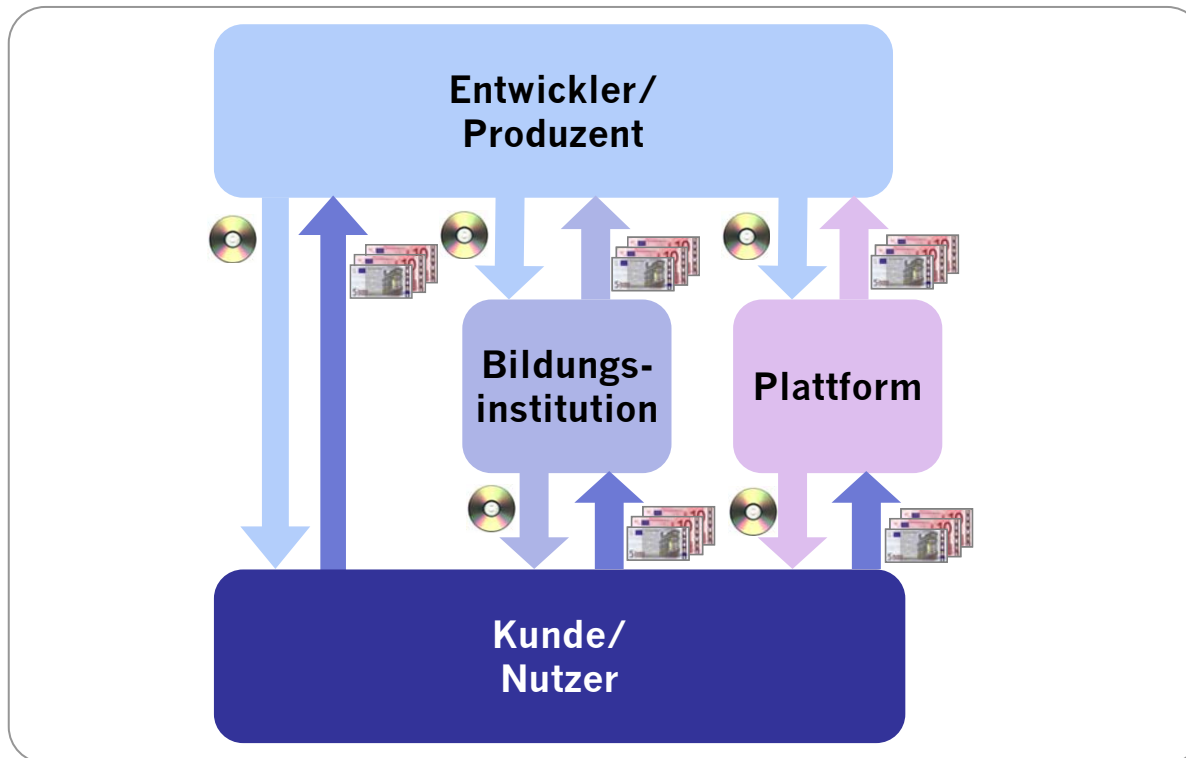 Entwickler/
Produzent
Bildungs-
institution
Plattform
Kunde/
Nutzer